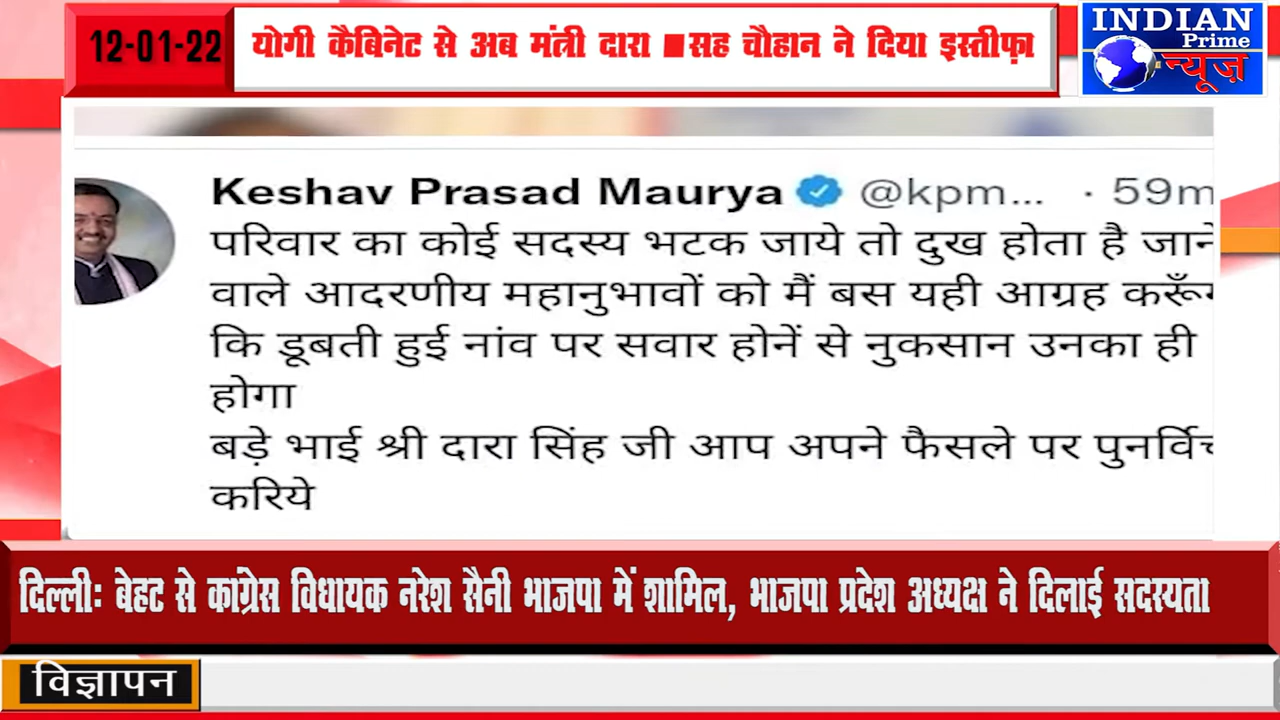 12-01-22
योगी कैबिनेट से अब मंत्री दारा ■सह चौहान ने दिया इस्तीफ़ा
INDIAN
Prime
न्यूज़
Keshav Prasad Maurya @kpm... · 59m
परिवार का कोई सदस्य भटक जाये तो दुख होता है जाने
वाले आदरणीय महानुभावों को मैं बस यही आग्रह
कि डूबती हुई नांव पर सवार होनें से नुकसान उनका ही
होगा
बड़े भाई श्री दारा सिंह जी आप अपने फैसले पर
करिये
दिल्ली: बेहट से कांग्रेस विधायक नरेश सैनी भाजपा में शामिल, भाजपा प्रदेश अध्यक्ष ने दिलाई सदस्यता
विज्ञापन